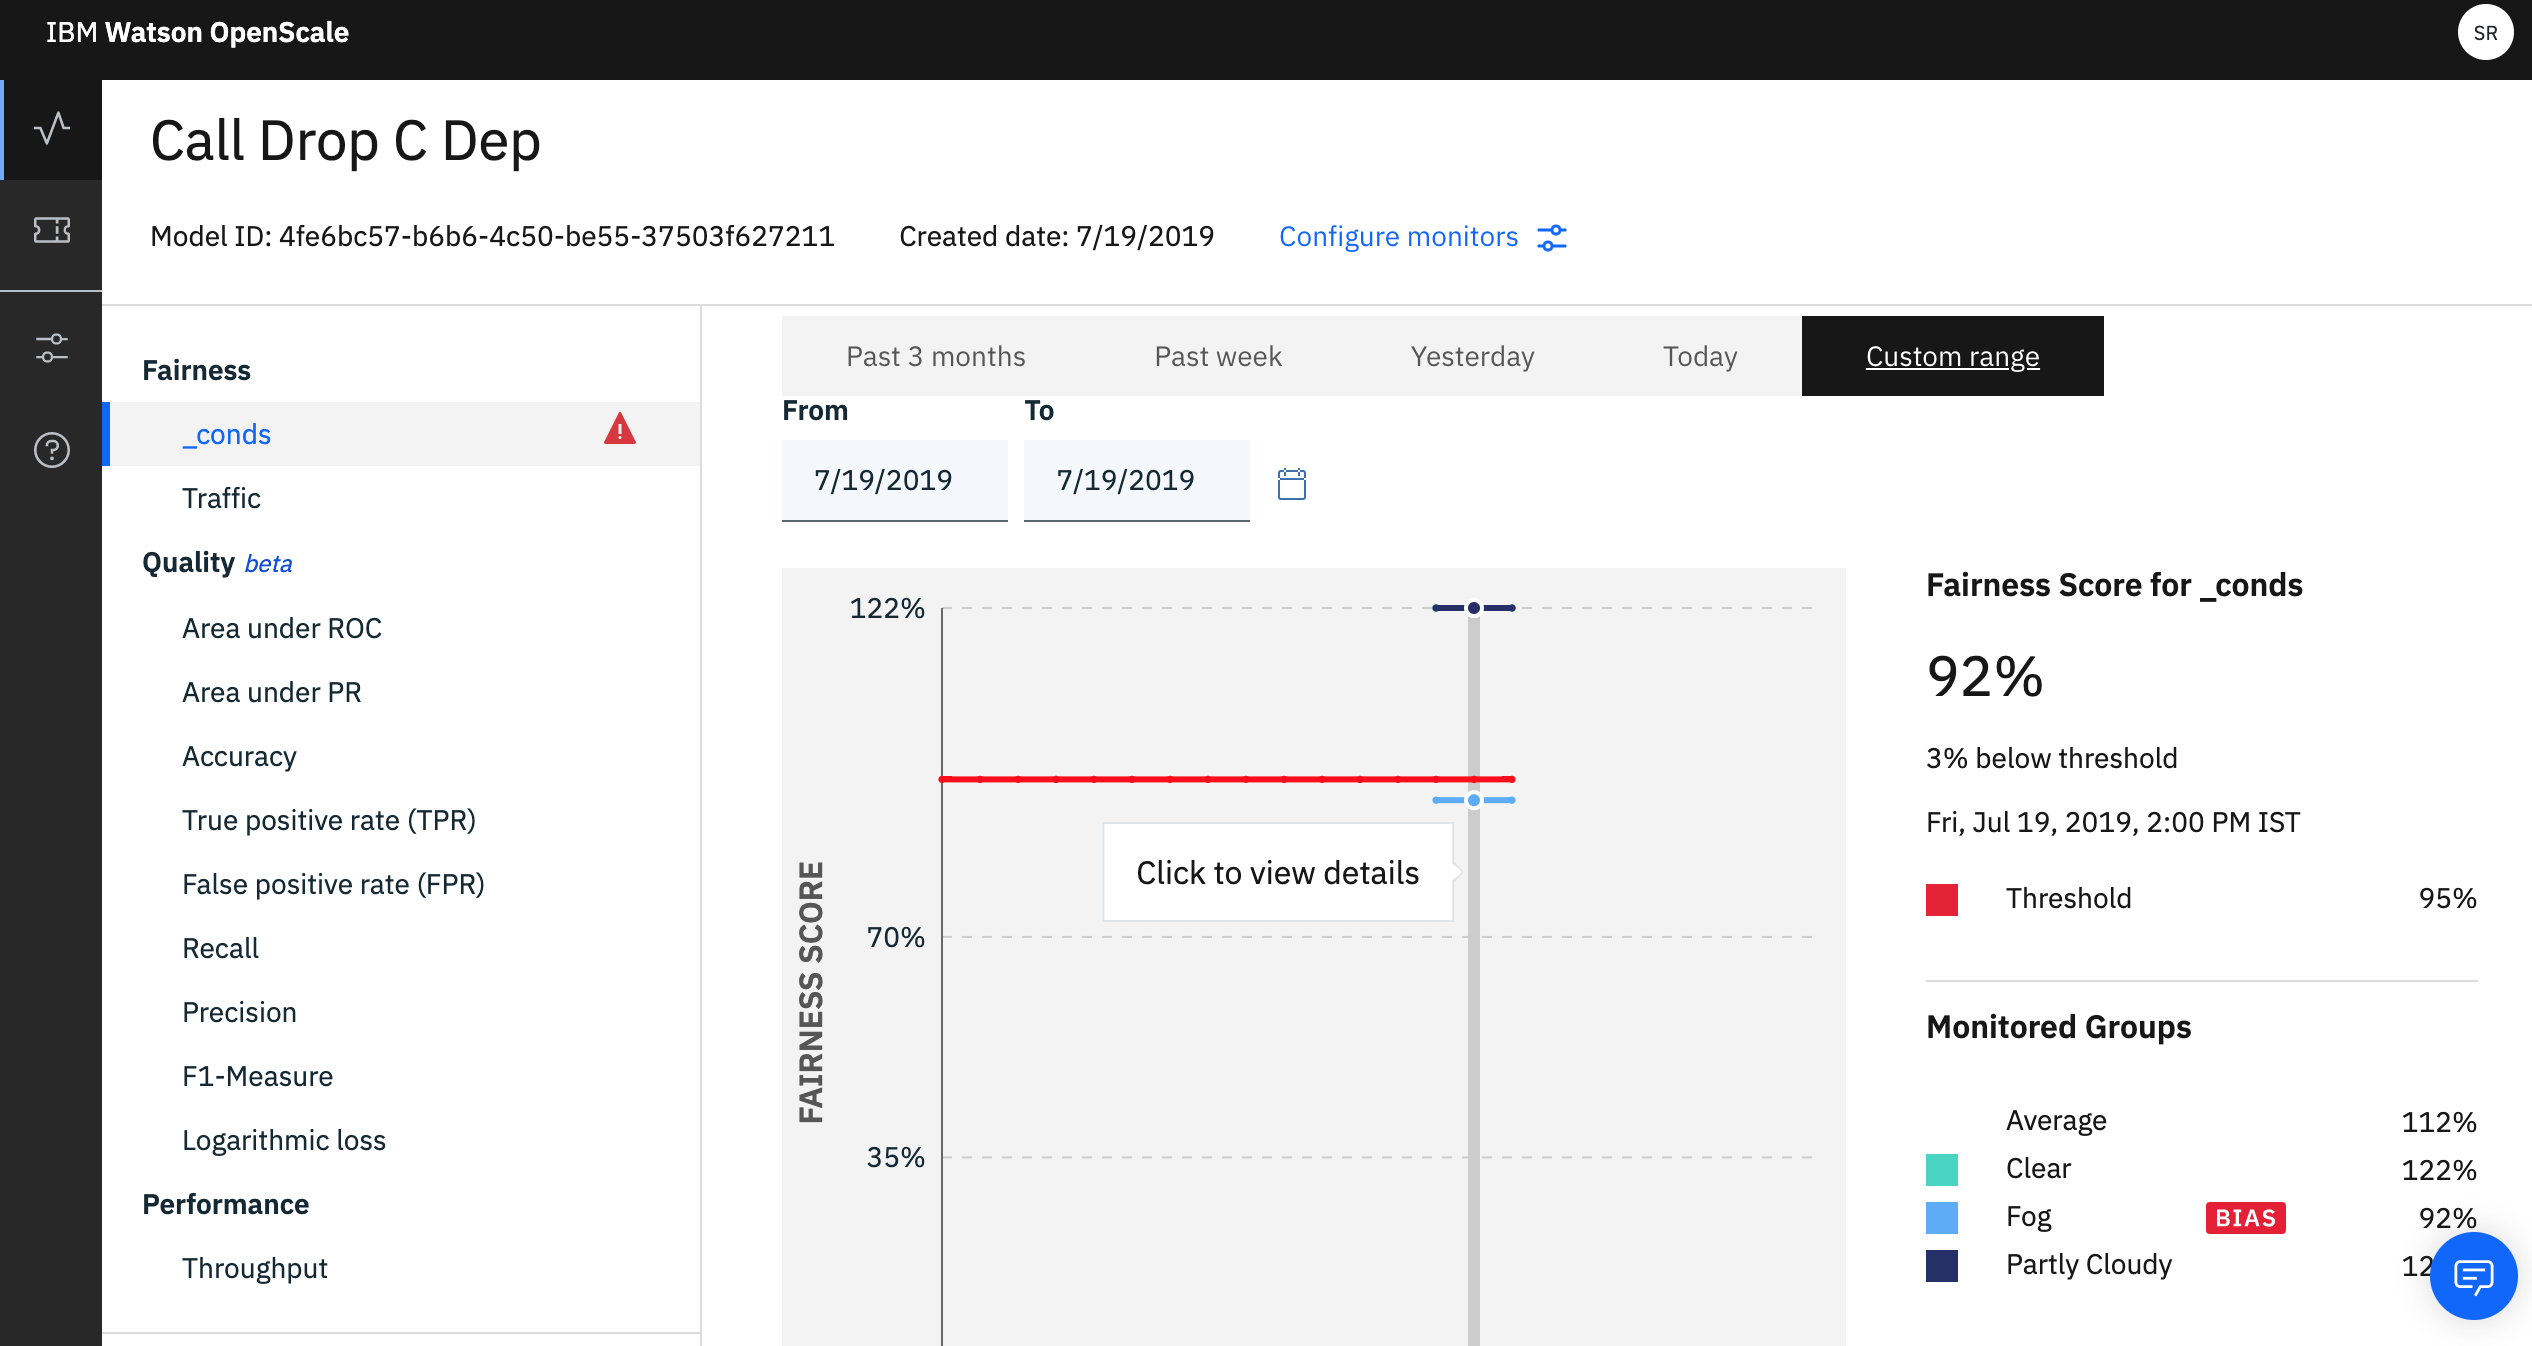 IBM Watson OpenScale
SR
Call Drop C Dep
Model ID: 4fe6bc57-b6b6-4c50-be55-37503f627211
Created date: 7/19/2019
Configure monitors
Fairness
_conds
Traffic
Quality beta
Area under ROC
Area under PR
Accuracy
True positive rate (TPR)
False positive rate (FPR)
Recall
Precision
F1-Measure
Logarithmic loss
Performance
Throughput
Past 3 months
Past week
Yesterday
Today
Custom range
From
To
7/19/2019
7/19/2019
FAIRNESS SCORE
122%
70%
35%
Click to view details
Fairness Score for _conds
92%
3% below threshold
Fri, Jul 19, 2019, 2:00 PM IST
Threshold 95%
Monitored Groups
Average 112%
Clear 122%
Fog BIAS 92%
Partly Cloudy